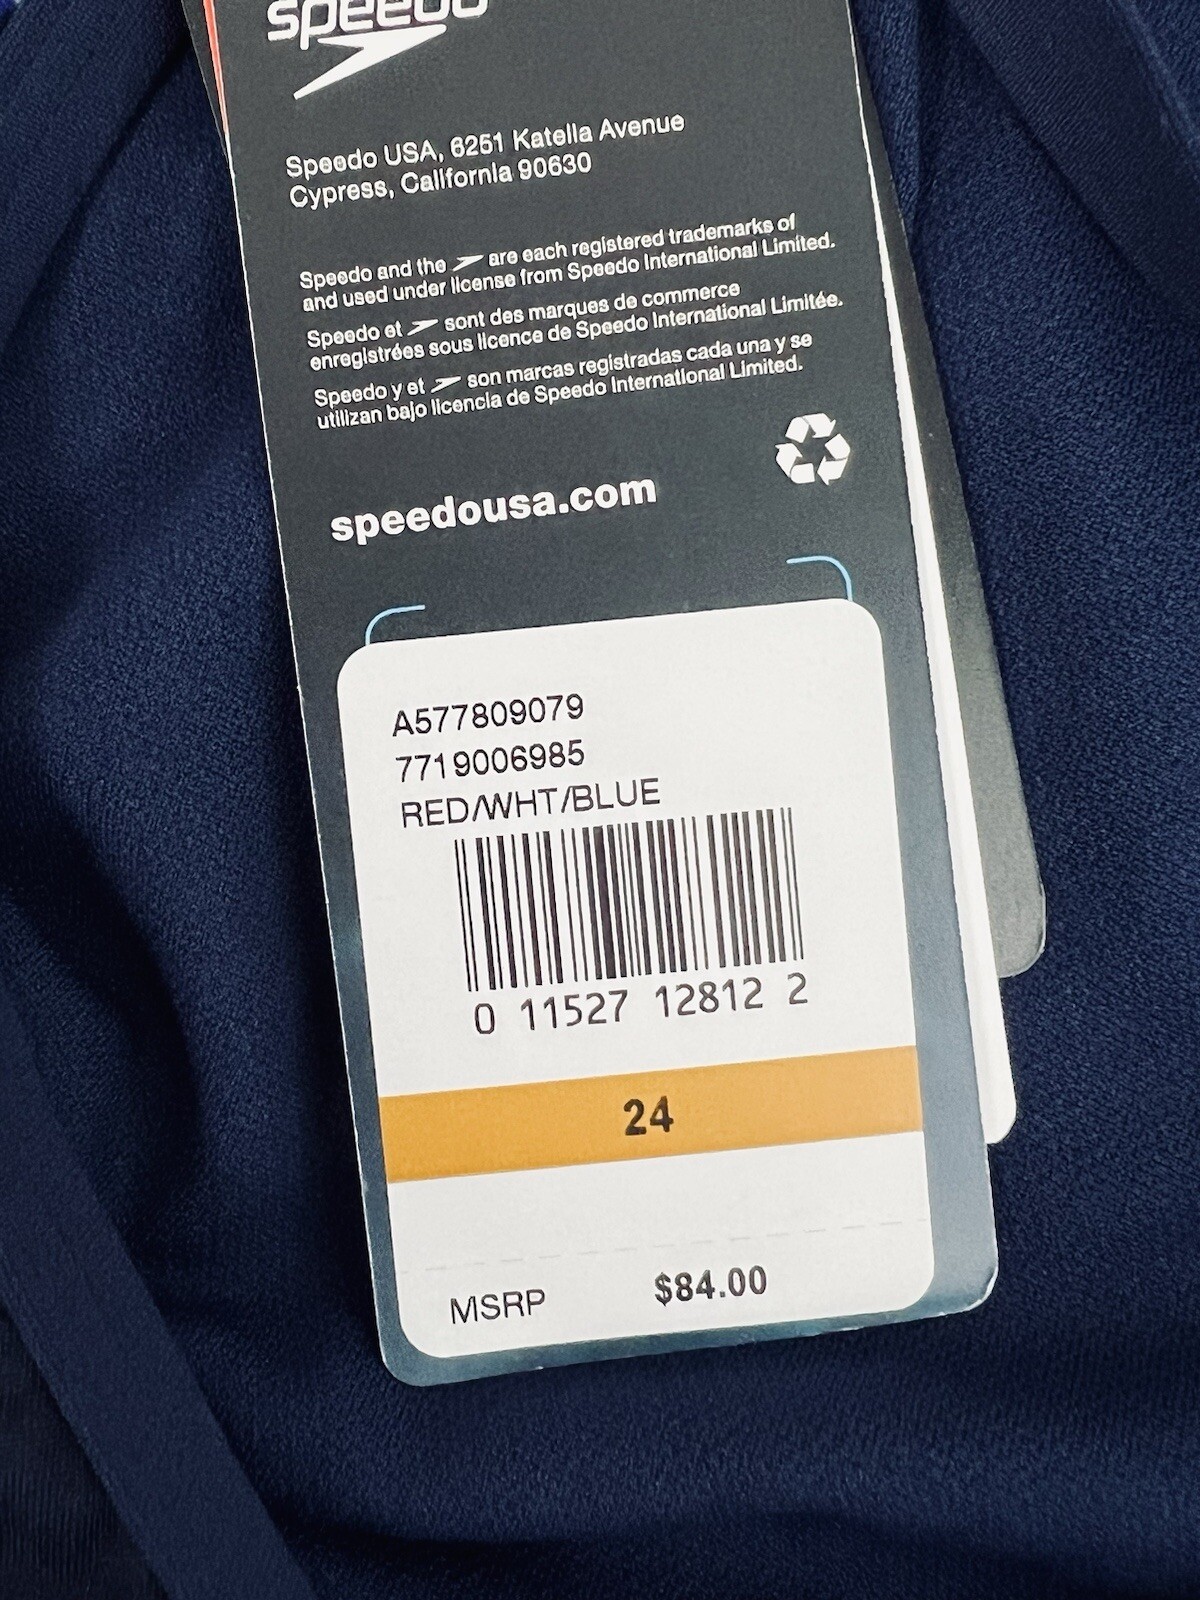 speedo
Speedo USA, 6251 Katella Avenue
Cypress, California 90630
Speedo and the are each registered trademarks of
and used under license from Speedo International Limited.
Speedo et sont des marques de commerce
enregistrées sous licence de Speedo International Limitée.
Speedo y et son marcas registradas cada una y se
utilizan bajo licencia de Speedo International Limited.
speedousa.com
A577809079
7719006985
RED/WHT/BLUE
0 11527 12812 2
24
MSRP $84.00